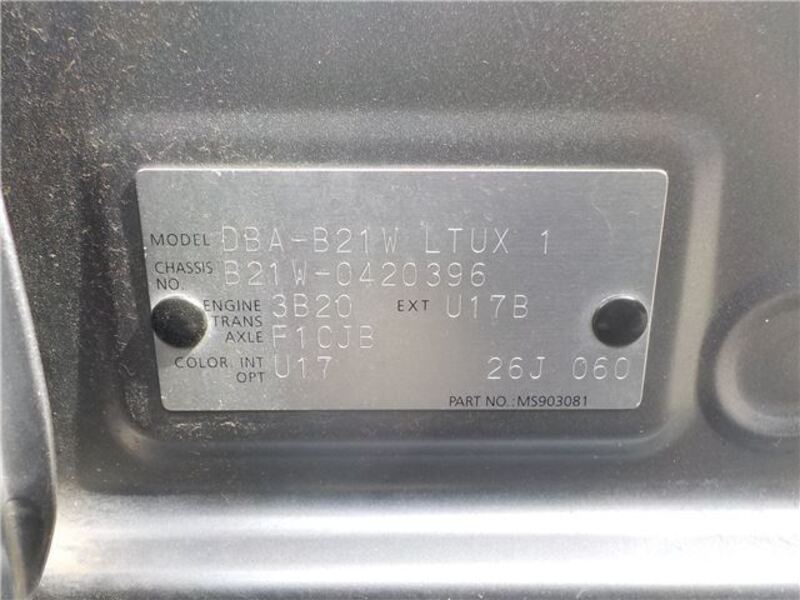 MODEL DBA-B21W LTUX 1
CHASSIS NO. B21W-0420396
ENGINE 3B20 EXT U17B
TRANS AXLE F1CJB
COLOR INT OPT U17 26J 060
PART NO.: MS903081